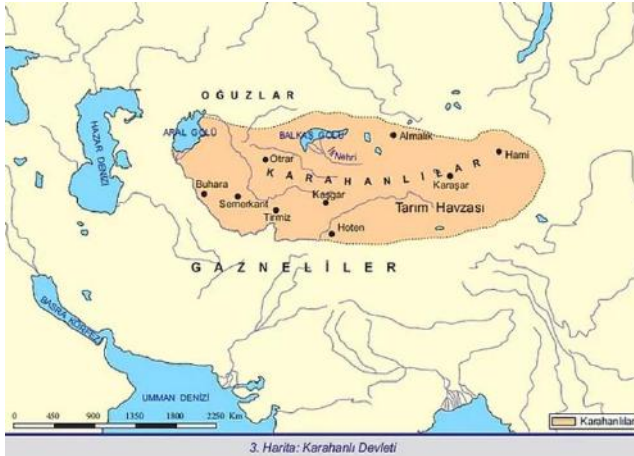 OĞUZLAR
ARAL GÖLÜ
BALKAŞ GÖLÜ
Almalık
HAZAR DENİZİ
Nehri
Otrar
Hami
KARAHANLILAR
Karaşar
Buhara
Semerkant
Kaşgar
Tirmiz
Tarım Havzası
Hoten
GAZNELİLER
BASRA KÖRFEZİ
UMMAN DENİZİ
0 450 900 1350 1800 2250 Km
Karahanlılar
3. Harita: Karahanlı Devleti